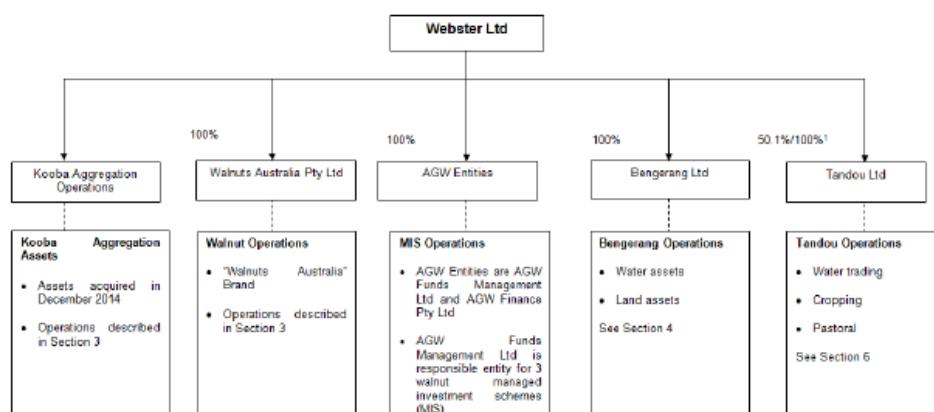 Webster Ltd
100%
100%
100%
50.1%/100%¹
Kooba Aggregation
Operations
Walnuts Australia Pty Ltd
AGW Entities
Bengerang Ltd
Tandou Ltd
Kooba Aggregation
Assets
• Assets acquired in
December 2014
• Operations described
in Section 3
Walnut Operations
• "Walnuts Australia"
Brand
• Operations described
in Section 3
MIS Operations
• AGW Entities are AGW
Funds Management
Ltd and AGW Finance
Pty Ltd
• AGW Funds
Management Ltd is
responsible entity for 3
walnut managed
investment schemes
(MIS)
Bengerang Operations
• Water assets
• Land assets
See Section 4
Tandou Operations
• Water trading
• Cropping
• Pastoral
See Section 6